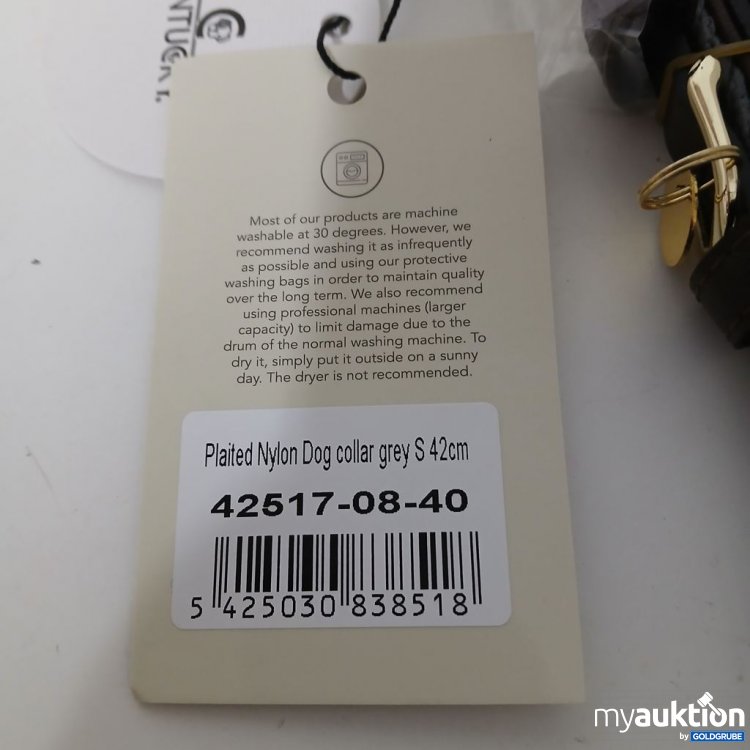 Most of our products are machine
washable at 30 degrees. However, we
recommend washing it as infrequently
as possible and using our protective
washing bags in order to maintain quality
over the long term. We also recommend
using professional machines (larger
capacity) to limit damage due to the
drum of the normal washing machine. To
dry it, simply put it outside on a sunny
day. The dryer is not recommended.
Plaited Nylon Dog collar grey S 42cm
42517-08-40
5 425030 838518
myauktion
by GOLDGRUBE